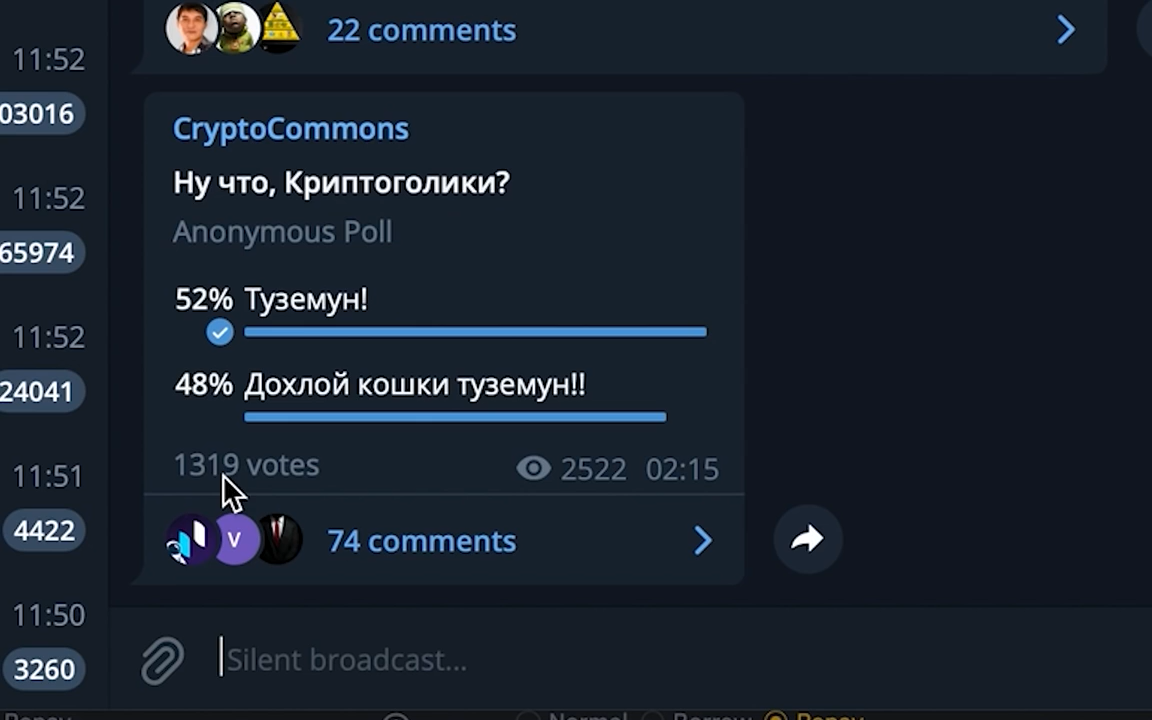 22 comments
11:52
03016
11:52
65974
11:52
24041
11:51
4422
11:50
3260
CryptoCommons
Ну что, Криптоголики?
Anonymous Poll
52% Туземун!
48% Дохлой кошки туземун!!
1319 votes
2522 02:15
V
74 comments
Silent broadcast...